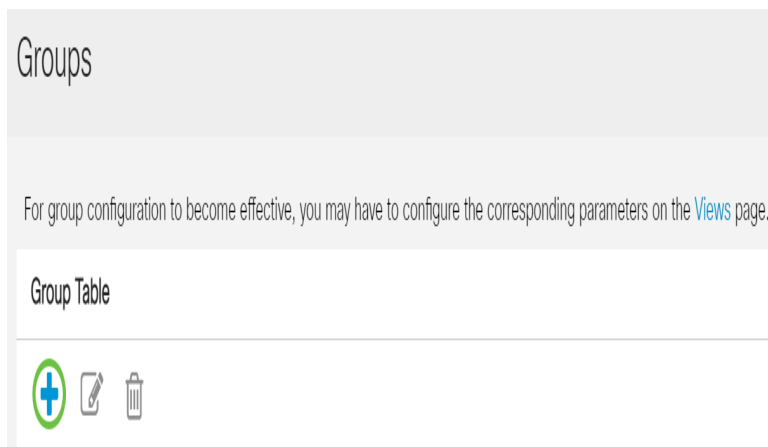 Groups
For group configuration to become effective, you may have to configure the corresponding parameters on the Views page.
Group Table